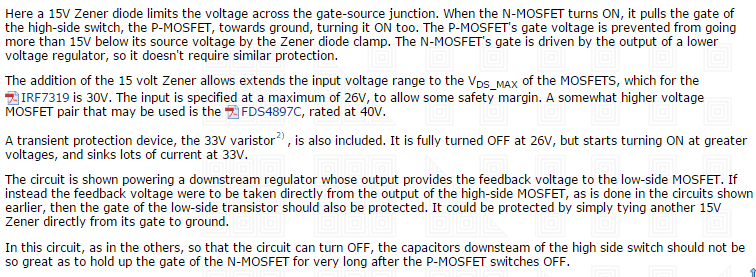 Here a 15V Zener diode limits the voltage across the gate-source junction. When the N-MOSFET turns ON, it pulls the gate of
the high-side switch, the P-MOSFET, towards ground, turning it ON too. The P-MOSFET's gate voltage is prevented from going
more than 15V below its source voltage by the Zener diode clamp. The N-MOSFET's gate is driven by the output of a lower
voltage regulator, so it doesn't require similar protection.
The addition of the 15 volt Zener allows extends the input voltage range to the VDS_MAX of the MOSFETS, which for the
IRF7319 is 30V. The input is specified at a maximum of 26V, to allow some safety margin. A somewhat higher voltage
MOSFET pair that may be used is the FDS4897C, rated at 40V.
A transient protection device, the 33V varistor2) , is also included. It is fully turned OFF at 26V, but starts turning ON at greater
voltages, and sinks lots of current at 33V.
The circuit is shown powering a downstream regulator whose output provides the feedback voltage to the low-side MOSFET. If
instead the feedback voltage were to be taken directly from the output of the high-side MOSFET, as is done in the circuits shown
earlier, then the gate of the low-side transistor should also be protected. It could be protected by simply tying another 15V
Zener directly from its gate to ground.
In this circuit, as in the others, so that the circuit can turn OFF, the capacitors downsteam of the high side switch should not be
so great as to hold up the gate of the N-MOSFET for very long after the P-MOSFET switches OFF.